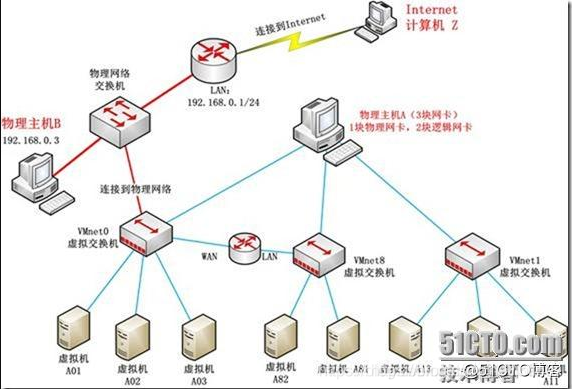 Internet
计算机 Z
连接到Internet
物理网络
交换机
LAN:
192.168.0.1/24
物理主机B
192.168.0.3
物理主机A（3块网卡）
1块物理网卡，2块逻辑网卡
连接到物理网络
VMnet0
虚拟交换机
WAN
LAN
VMnet8
虚拟交换机
VMnet1
虚拟交换机
虚拟机
A01
虚拟机
A02
虚拟机
A03
虚拟机
A82
虚拟机
A81
虚拟机
虚拟机
51CTO.com
@51CTO博客